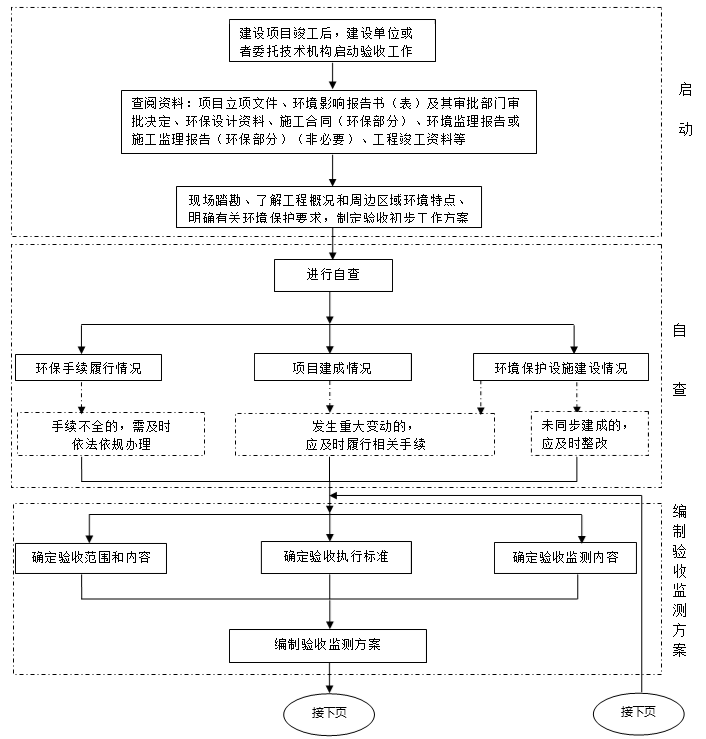 建设项目竣工后，建设单位或
者委托技术机构启动验收工作
查阅资料：项目立项文件、环境影响报告书（表）及其审批部门审
批决定、环保设计资料、施工合同（环保部分）、环境监理报告或
施工监理报告（环保部分）（非必要）、工程竣工资料等
现场踏勘、了解工程概况和周边区域环境特点、
明确有关环境保护要求，制定验收初步工作方案
启
动
进行自查
环保手续履行情况
项目建成情况
环境保护设施建设情况
手续不全的，需及时
依法依规办理
发生重大变动的，
应及时履行相关手续
未同步建成的，
应及时整改
自
查
确定验收范围和内容
确定验收执行标准
确定验收监测内容
编制验收监测方案
编
制
验
收
监
测
方
案
接下页
接下页